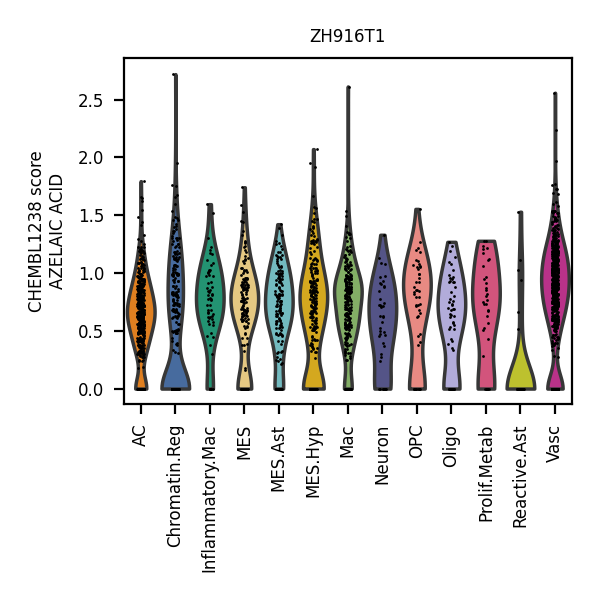 ZH916T1
CHEMBL1238 score
AZELAIC ACID
2.5
2.0
1.5
1.0
0.5
0.0
AC
Chromatin.Reg
Inflammatory.Mac
MES
MES.Ast
MES.Hyp
Mac
Neuron
OPC
Oligo
Prolif.Metab
Reactive.Ast
Vasc